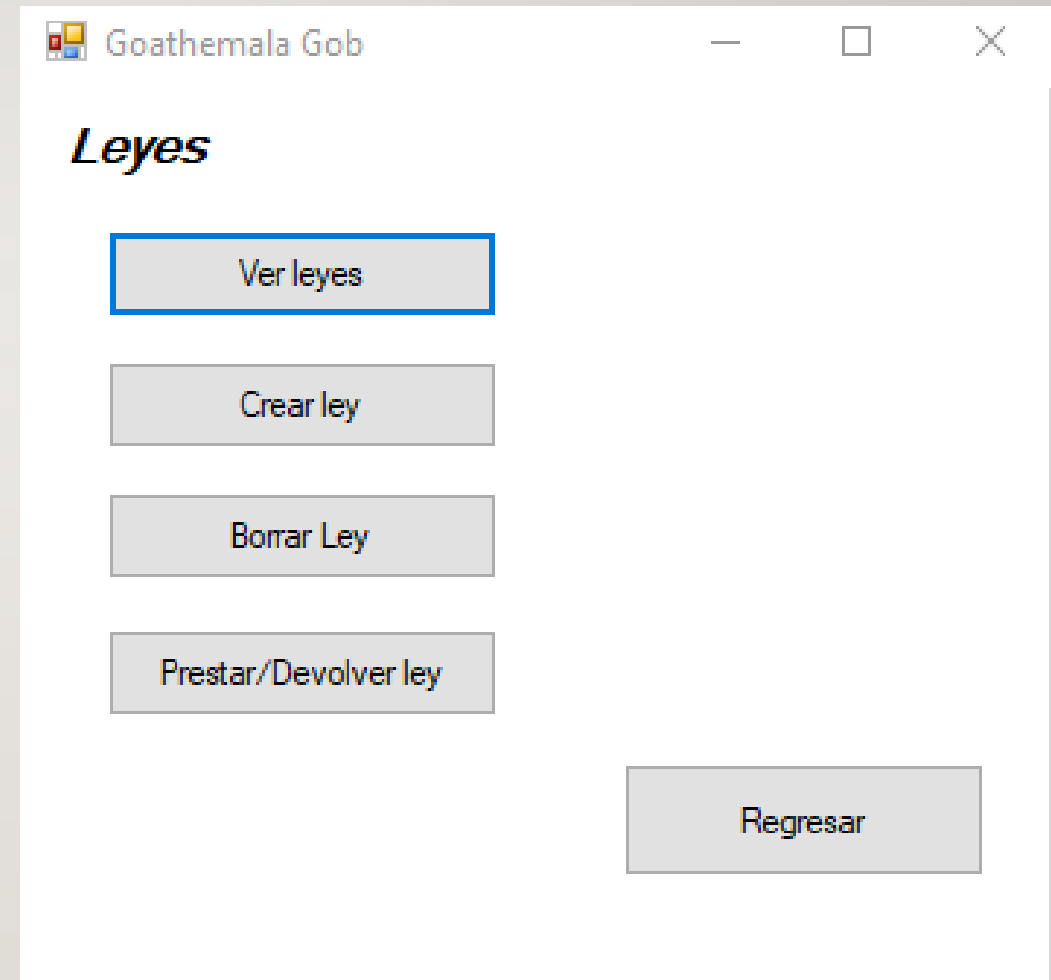 Goathemala Gob
Leyes
Ver leyes
Crear ley
Borrar Ley
Prestar/Devolver ley
Regresar